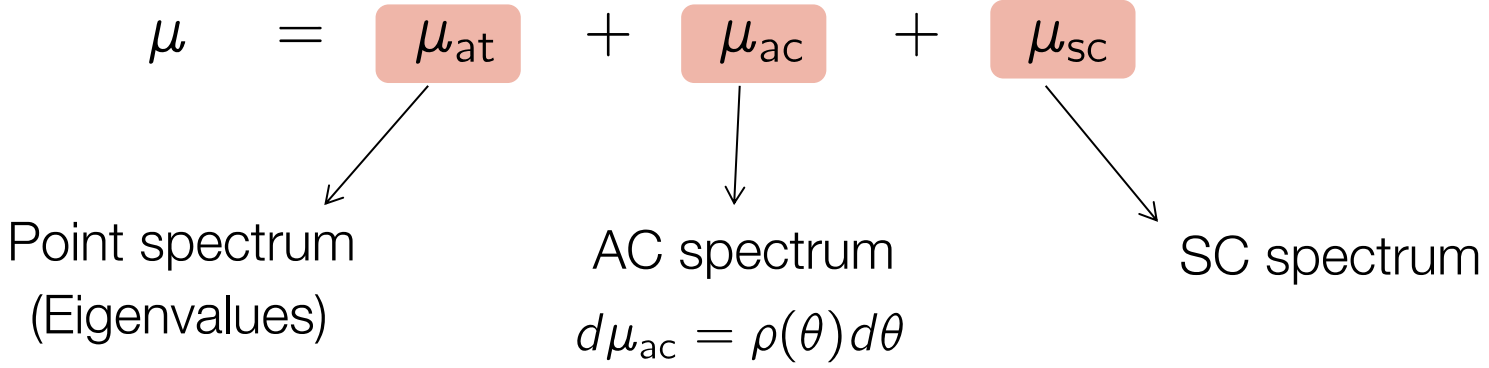 μ = μ_at + μ_ac + μ_sc
Point spectrum AC spectrum SC spectrum
(Eigenvalues) dμ_ac = ρ(θ)dθ